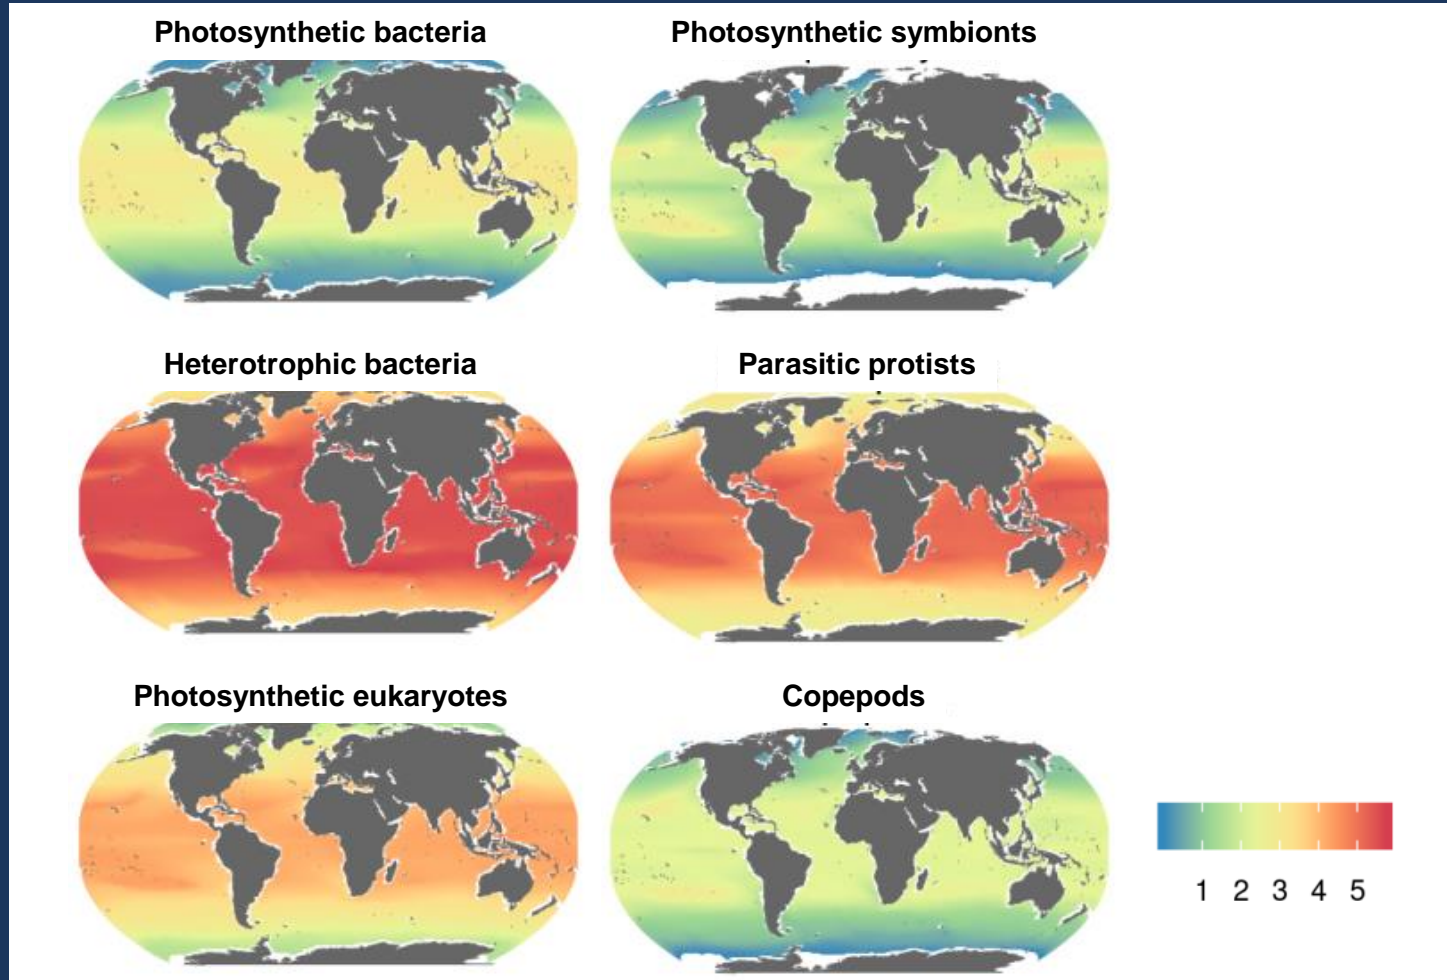 Photosynthetic bacteria
Photosynthetic symbionts
Heterotrophic bacteria
Parasitic protists
Photosynthetic eukaryotes
Copepods
1 2 3 4 5